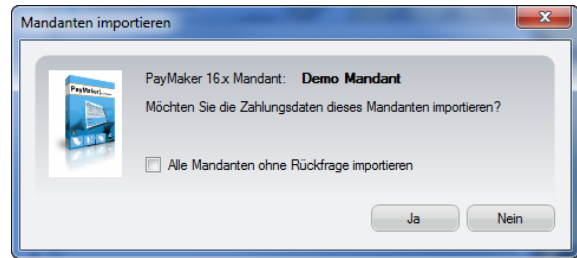 Mandanten importieren
PayMaker
PayMaker 16.x Mandant: Demo Mandant
Möchten Sie die Zahlungsdaten dieses Mandanten importieren?
Alle Mandanten ohne Rückfrage importieren
Ja Nein